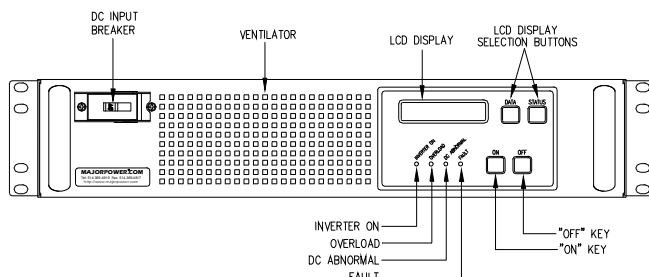 DC INPUT
BREAKER
VENTILATOR
LCD DISPLAY
LCD DISPLAY
SELECTION BUTTONS
DATA
STATUS
INVERTER ON
OVERLOAD
DC ABNORMAL
FAULT
ON
OFF
MAJORPOWER.COM
INVERTER ON
OVERLOAD
DC ABNORMAL
FAULT
"OFF" KEY
"ON" KEY